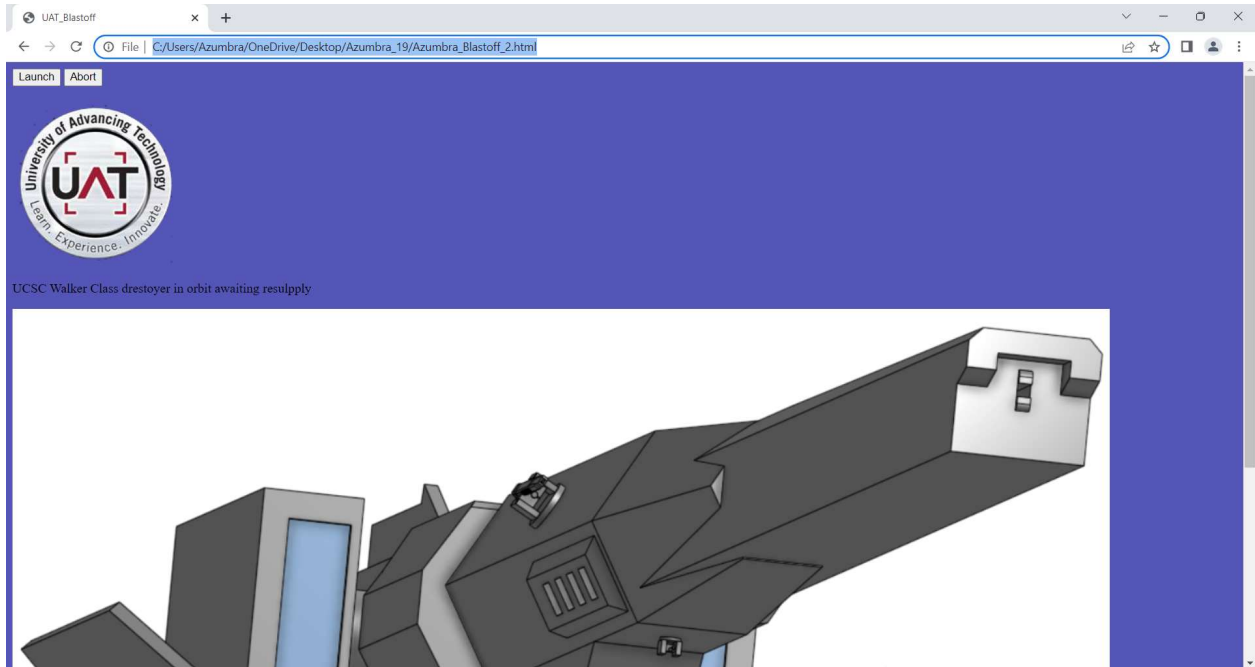 UAT_Blastoff
File | C:/Users/Azumbra/OneDrive/Desktop/Azumbra_19/Azumbra_Blastoff_2.html
Launch Abort
University of Advancing Technology
UAT
Learn. Experience. Innovate.
UCSC Walker Class drestoyer in orbit awaiting resulpply